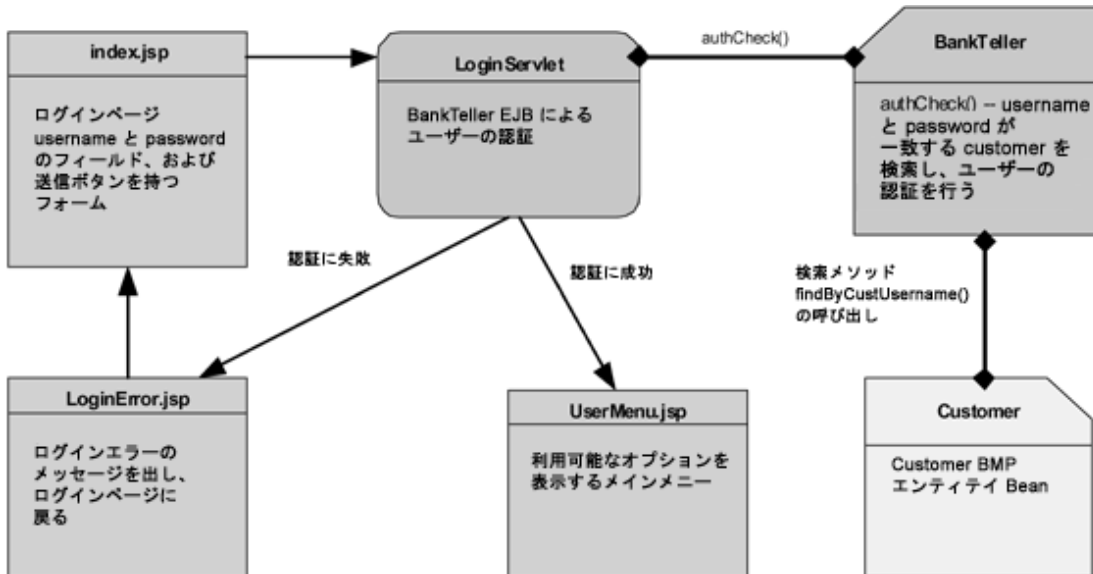 index.jsp
ログインページ
username と password
のフィールド、および
送信ボタンを持つ
フォーム
LoginServlet
BankTeller EJB による
ユーザーの認証
authCheck()
BankTeller
authCheck() -- username
と password が
一致する customer を
検索し、ユーザーの
認証を行う
認証に失敗
認証に成功
検索メソッド
findByCustUsername()
の呼び出し
LoginError.jsp
ログインエラーの
メッセージを出し、
ログインページに
戻る
UserMenu.jsp
利用可能なオプションを
表示するメインメニー
Customer
Customer BMP
エンティテイ Bean